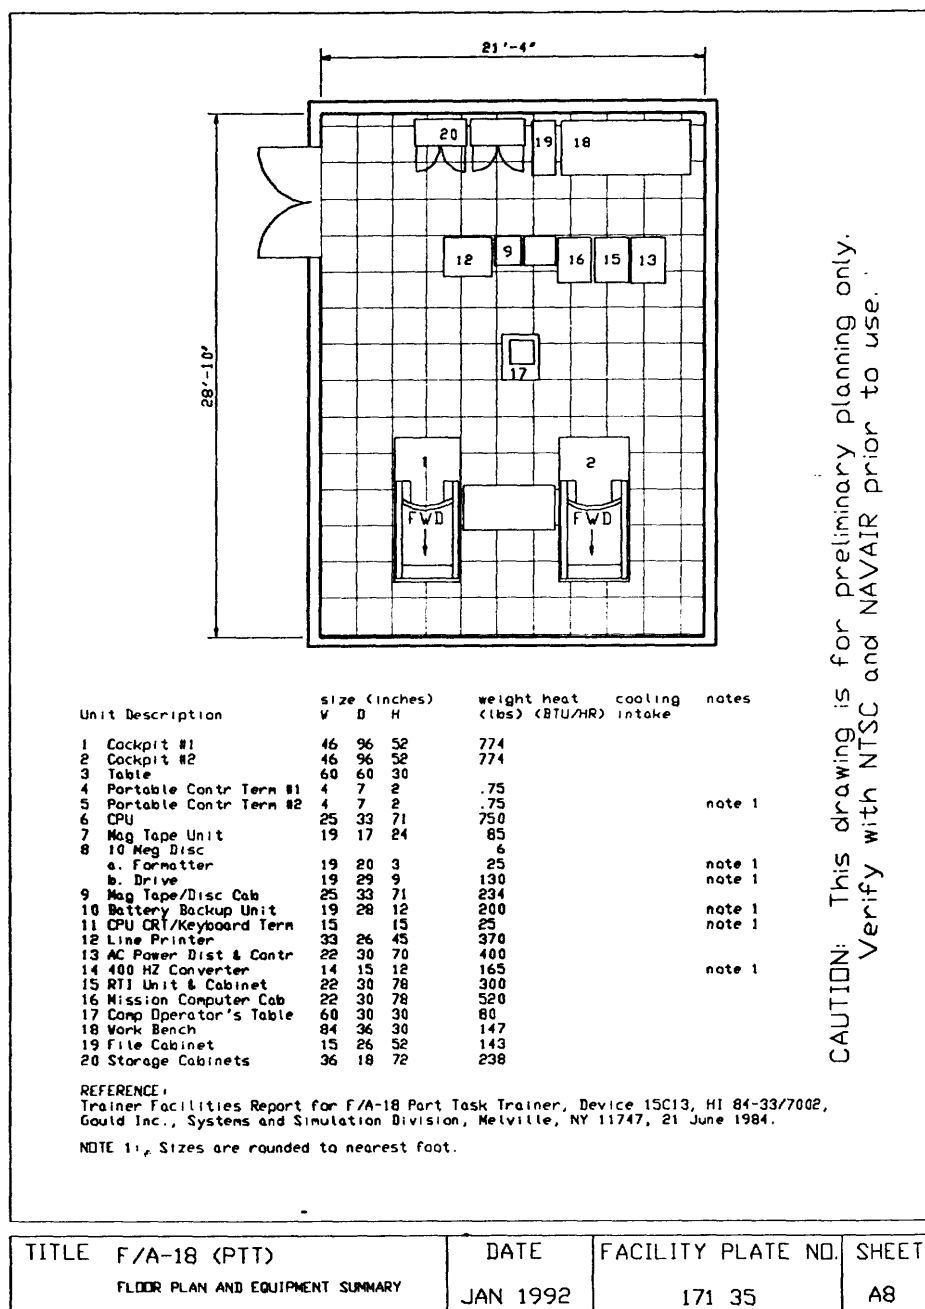 21'-4"
28'-10"
20
19
18
12
9
16
15
13
17
1
2
FWD
FWD
size (inches) weight heat cooling notes
Unit Description W D H (lbs) (BTU/HR) intake
1 Cockpit #1 46 96 52 774
2 Cockpit #2 46 96 52 774
3 Table 60 60 30
4 Portable Contr Term #1 4 7 2 .75
5 Portable Contr Term #2 4 7 2 .75 note 1
6 CPU 25 33 71 750
7 Mag Tape Unit 19 17 24 85
8 10 Meg Disc 6
a. Formatter 19 20 3 25 note 1
b. Drive 19 29 9 130 note 1
9 Mag Tape/Disc Cab 25 33 71 234
10 Battery Backup Unit 19 28 12 200 note 1
11 CPU CRT/Keyboard Term 15 15 25 note 1
12 Line Printer 33 26 45 370
13 AC Power Dist & Contr 22 30 70 400
14 400 HZ Converter 14 15 12 165 note 1
15 RTI Unit & Cabinet 22 30 78 300
16 Mission Computer Cab 22 30 78 520
17 Comp Operator's Table 60 30 30 80
18 Work Bench 84 36 30 147
19 File Cabinet 15 26 52 143
20 Storage Cabinets 36 18 72 238
REFERENCE:
Trainer Facilities Report for F/A-18 Part Task Trainer, Device 15C13, HI 84-33/7002,
Gould Inc., Systems and Simulation Division, Melville, NY 11747, 21 June 1984.
NOTE 1: Sizes are rounded to nearest foot.
CAUTION: This drawing is for preliminary planning only.
Verify with NTSC and NAVAIR prior to use.
TITLE F/A-18 (PTT)
FLOOR PLAN AND EQUIPMENT SUMMARY
DATE
JAN 1992
FACILITY PLATE NO.
171 35
SHEET
A8